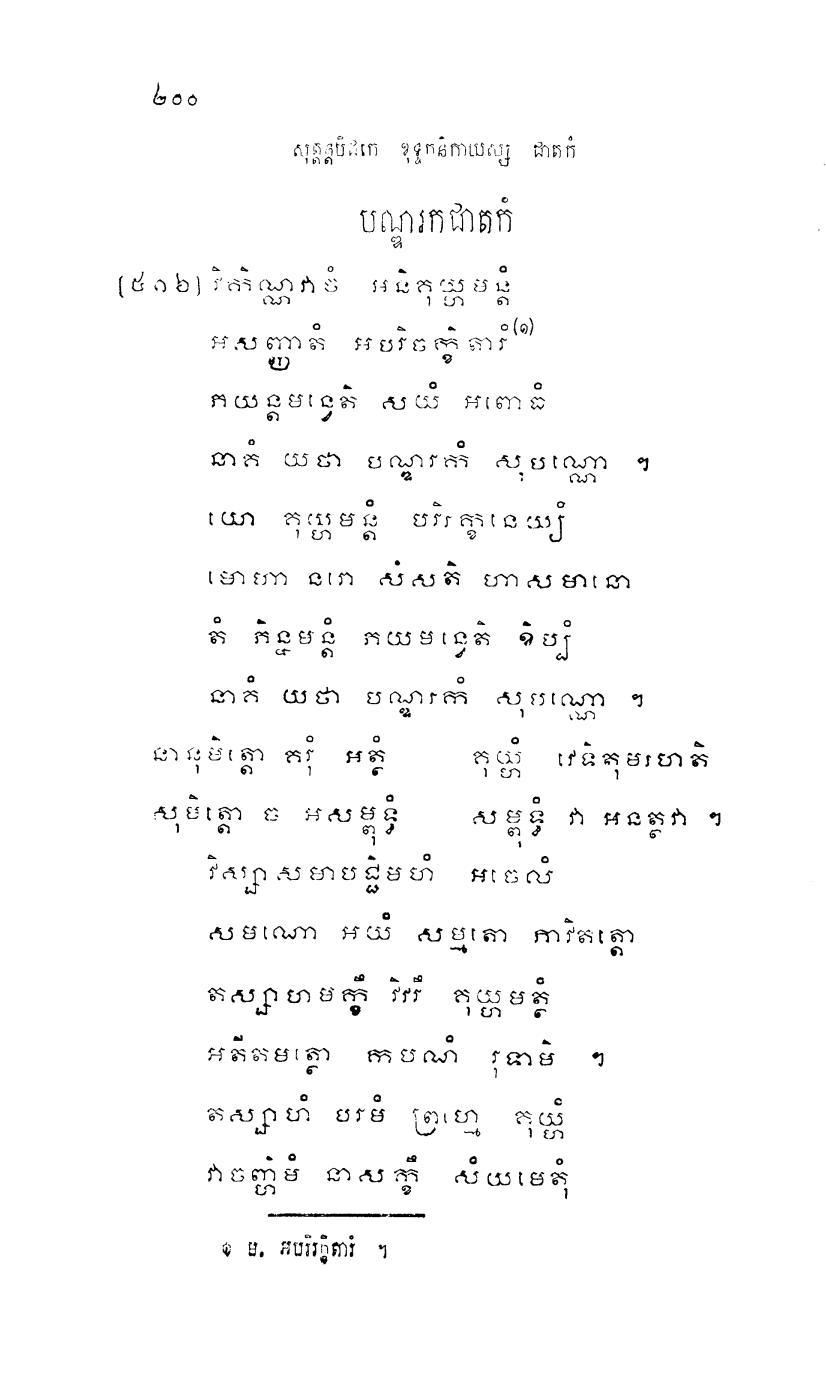 ២០០
សុត្តន្តបិដកេ ខុទ្ទកនិកាយស្ស ជាតកំ
បណ្ឌរកជាតកំ
[៥៣៦] វិកិណ្ណវាចំ អនិគុយ្ហមន្តំ
អសញ្ញាតំ អបរិចក្ខិតារំ(១)
ភយន្តមន្វេតិ សយំ អពោធំ
នាគំ យថា បណ្ឌរកំ សុបណ្ណោ ។
យោ គុយ្ហមន្តំ បរិរក្ខនេយ្យំ
មោហា នរោ សំសតិ ហាសមានោ
តំ ភិន្នមន្តំ ភយមន្វេតិ ខិប្បំ
នាគំ យថា បណ្ឌរកំ សុបណ្ណោ ។
នានុមិត្តោ គរុំ អត្ថំ គុយ្ហំ វេទិតុមរហតិ
សុមិត្តោ ច អសម្ពុទ្ធំ សម្ពុទ្ធំ វា អនត្ថវា ។
វិស្សាសមាបជ្ជិមហំ អចេលំ
សមណោ អយំ សម្មតោ ភាវិតត្តោ
តស្សាហមក្ខឹ វិវរឹ គុយ្ហមត្ថំ
អតីតមត្ថោ កបណំ រុទាមិ ។
តស្សាហំ បរមំ ព្រហ្មេ គុយ្ហំ
វាចញ្ហិមំ នាសក្ខឹ សំយមេតុំ
១ ម. អបរិរក្ខិតារំ ។